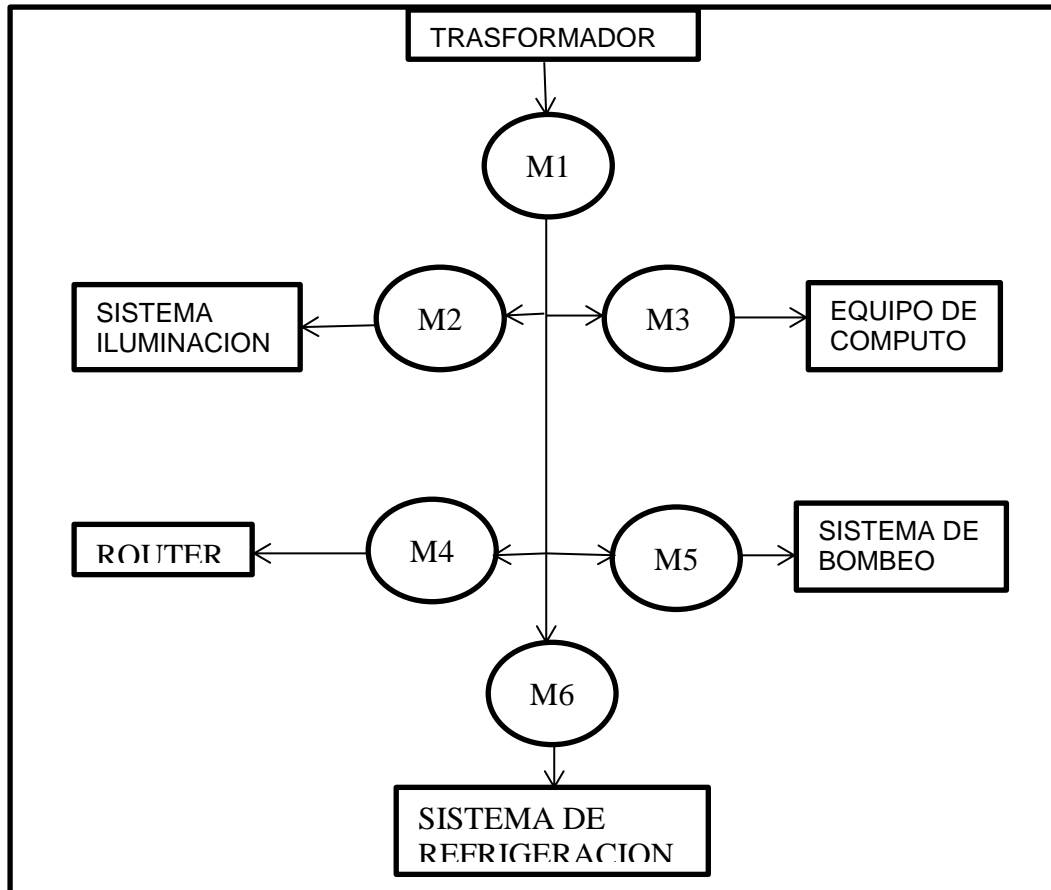 TRASFORMADOR
M1
SISTEMA
ILUMINACION
M2
M3
EQUIPO DE
COMPUTO
ROUTER
M4
M5
SISTEMA DE
BOMBEO
M6
SISTEMA DE
REFRIGERACION